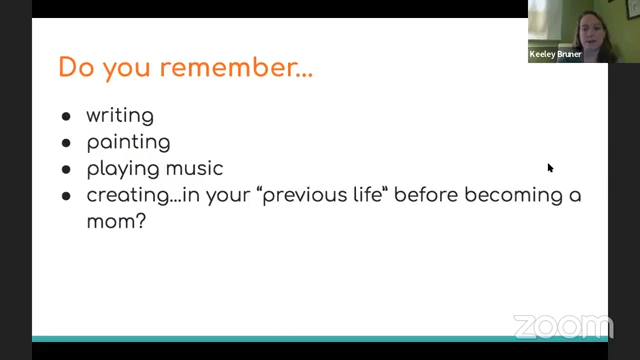 Do you remember...
● writing
● painting
● playing music
● creating...in your “previous life” before becoming a
mom?
Keeley Bruner
zoom